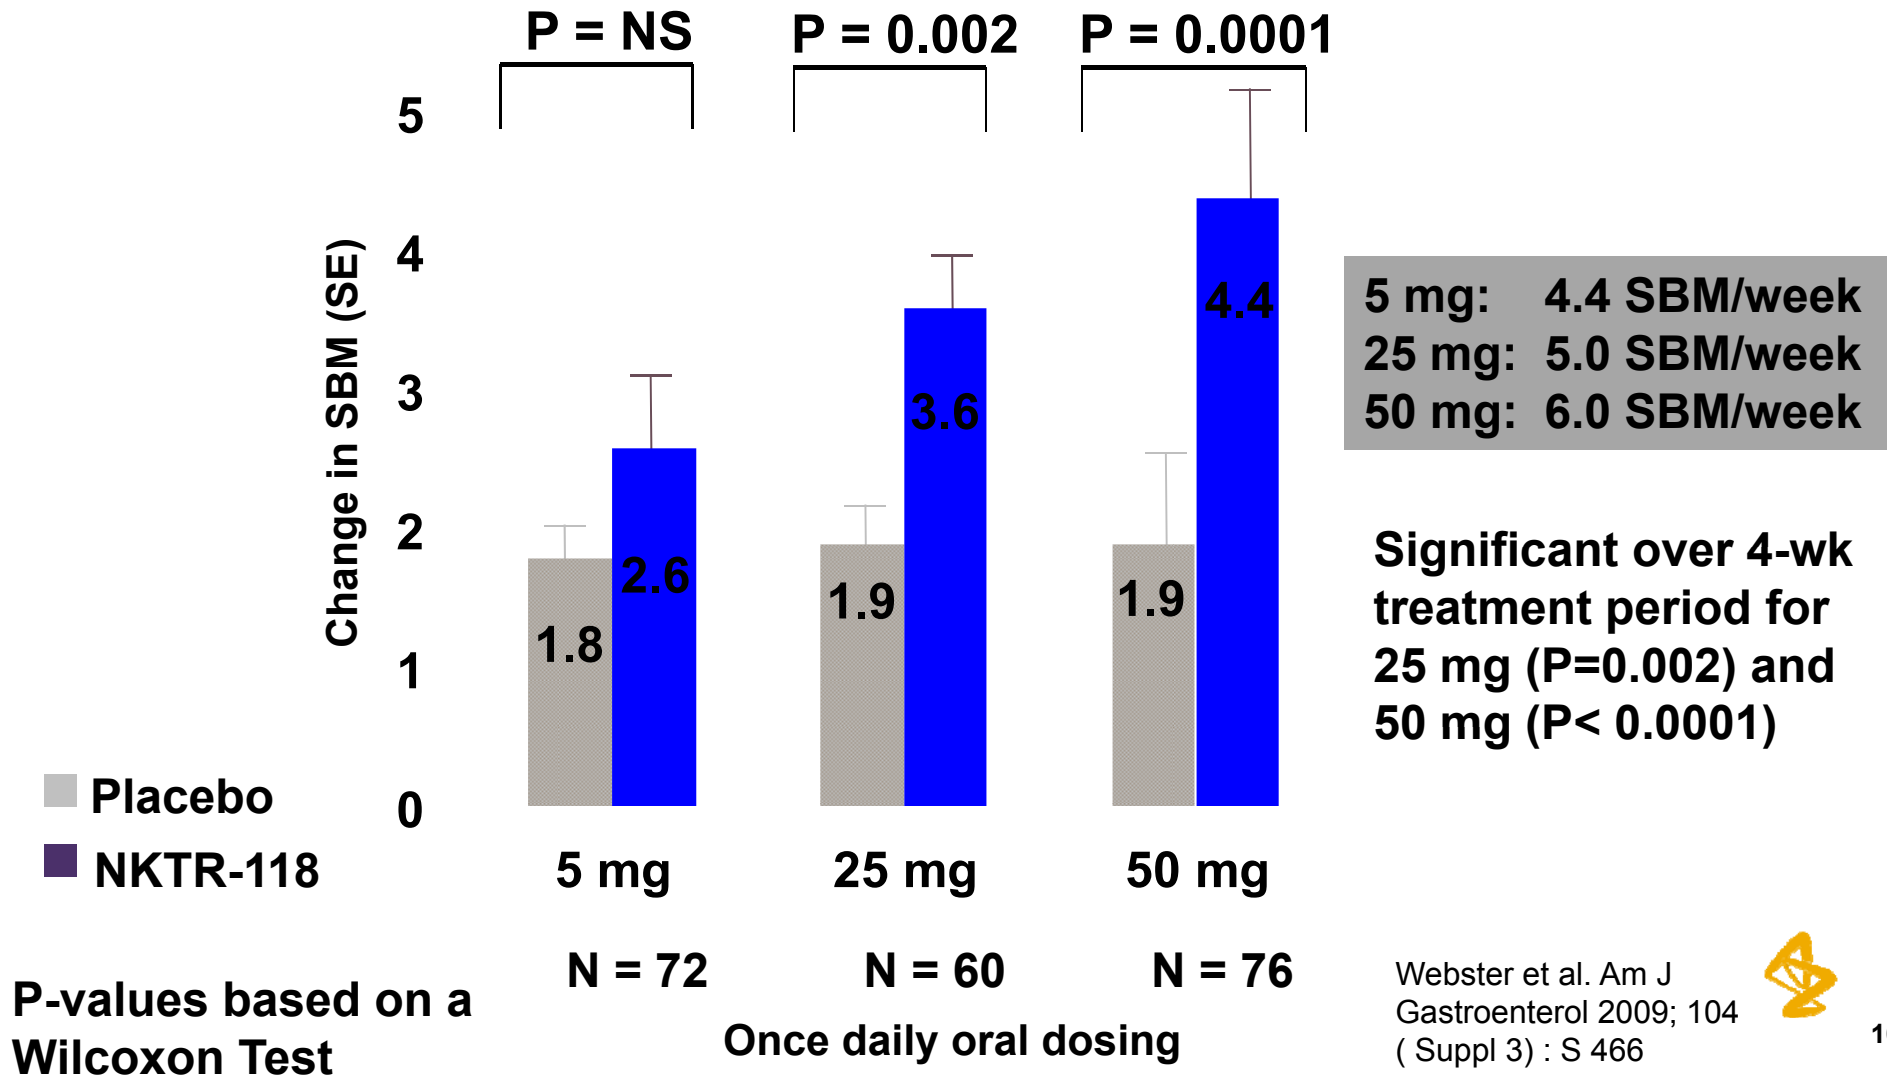 P = NS
P = 0.002
P = 0.0001
5
4
3
2
1
0
Change in SBM (SE)
1.8
2.6
1.9
3.6
1.9
4.4
5 mg: 4.4 SBM/week
25 mg: 5.0 SBM/week
50 mg: 6.0 SBM/week
Significant over 4-wk
treatment period for
25 mg (P=0.002) and
50 mg (P< 0.0001)
Placebo
NKTR-118
5 mg
25 mg
50 mg
N = 72
N = 60
N = 76
P-values based on a
Wilcoxon Test
Once daily oral dosing
Webster et al. Am J
Gastroenterol 2009; 104
( Suppl 3) : S 466